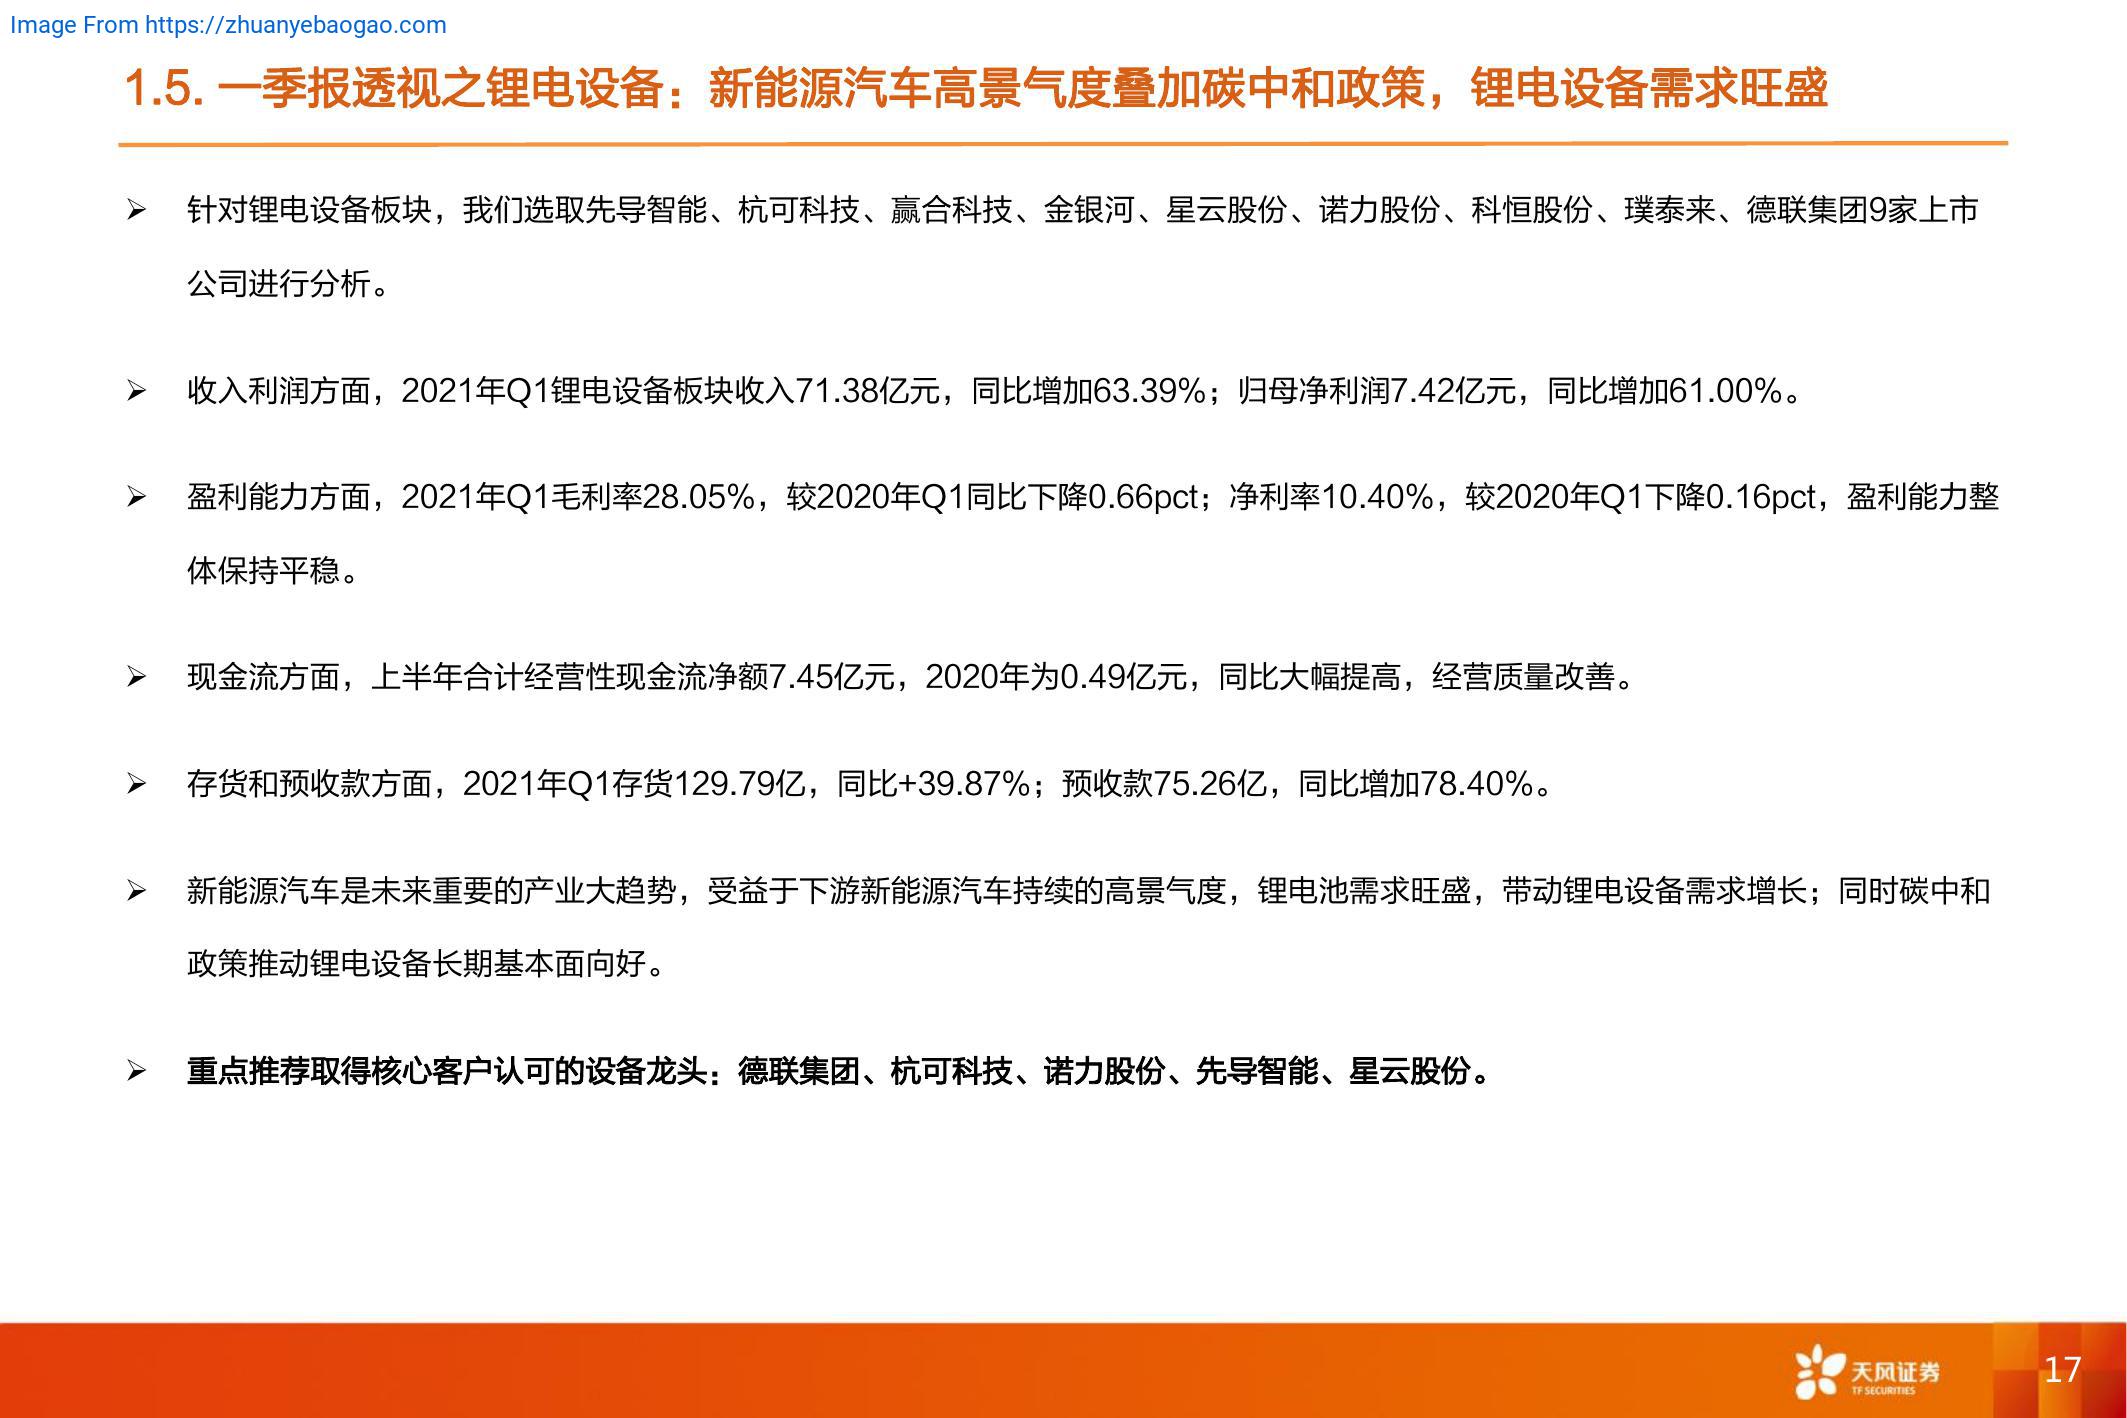 Image From https://zhuanyebaogao.com
1.5. 一季报透视之锂电设备：新能源汽车高景气度叠加碳中和政策，锂电设备需求旺盛
➢ 针对锂电设备板块，我们选取先导智能、杭可科技、赢合科技、金银河、星云股份、诺力股份、科恒股份、璞泰来、德联集团9家上市
公司进行分析。
➢ 收入利润方面，2021年Q1锂电设备板块收入71.38亿元，同比增加63.39%；归母净利润7.42亿元，同比增加61.00%。
➢ 盈利能力方面，2021年Q1毛利率28.05%，较2020年Q1同比下降0.66pct；净利率10.40%，较2020年Q1下降0.16pct，盈利能力整
体保持平稳。
➢ 现金流方面，上半年合计经营性现金流净额7.45亿元，2020年为0.49亿元，同比大幅提高，经营质量改善。
➢ 存货和预收款方面，2021年Q1存货129.79亿，同比+39.87%；预收款75.26亿，同比增加78.40%。
➢ 新能源汽车是未来重要的产业大趋势，受益于下游新能源汽车持续的高景气度，锂电池需求旺盛，带动锂电设备需求增长；同时碳中和
政策推动锂电设备长期基本面向好。
➢ 重点推荐取得核心客户认可的设备龙头：德联集团、杭可科技、诺力股份、先导智能、星云股份。
天风证券
TF SECURITIES
17